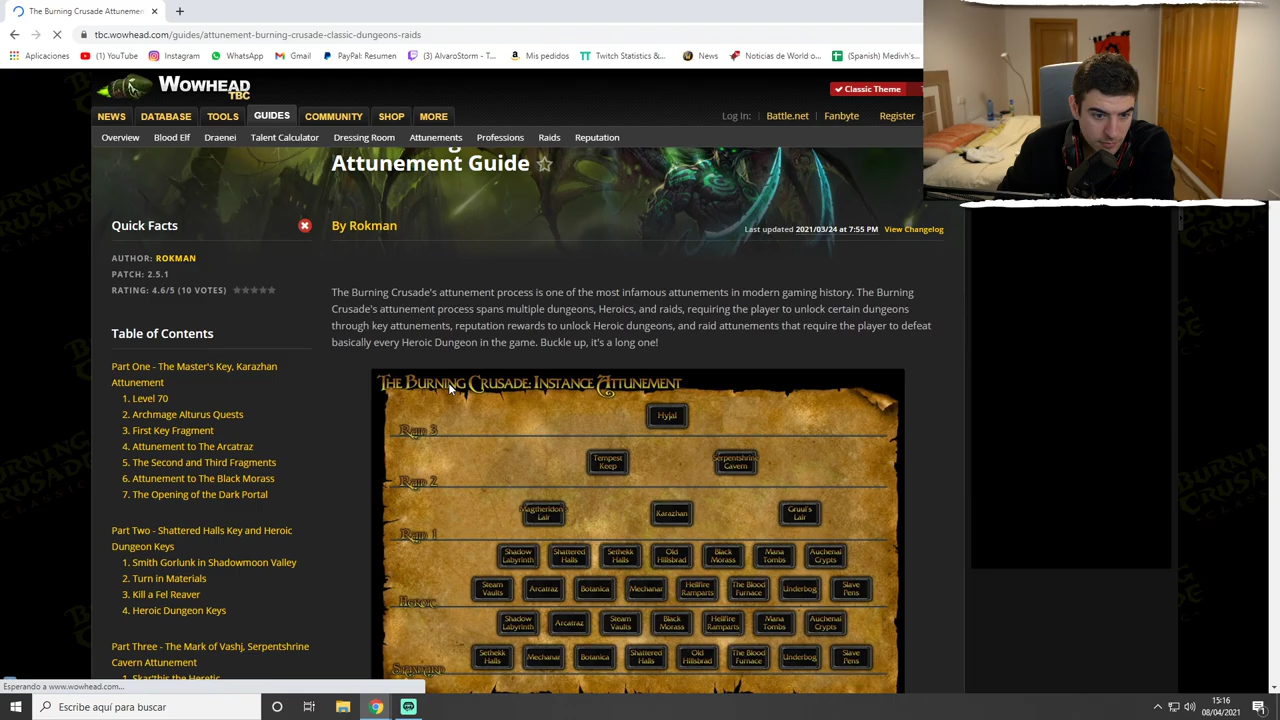 The Burning Crusade Attunemen
tbc.wowhead.com/guides/attunement-burning-crusade-classic-dungeons-raids
Aplicaciones (1) YouTube Instagram WhatsApp Gmail PayPal: Resumen (3) AlvaroStorm - T... Mis pedidos Twitch Statistics &... News Noticias de World o... (Spanish) Medivh's...
WOWHEAD
TBC
Classic Theme
NEWS DATABASE TOOLS GUIDES COMMUNITY SHOP MORE
Log In: Battle.net Fanbyte Register
Overview Blood Elf Draenei Talent Calculator Dressing Room Attunements Professions Raids Reputation
Attunement Guide
Quick Facts
By Rokman
Last updated 2021/03/24 at 7:55 PM View Changelog
AUTHOR: ROKMAN
PATCH: 2.5.1
RATING: 4.6/5 (10 VOTES)
The Burning Crusade's attunement process is one of the most infamous attunements in modern gaming history. The Burning
Crusade's attunement process spans multiple dungeons, Heroics, and raids, requiring the player to unlock certain dungeons
through key attunements, reputation rewards to unlock Heroic dungeons, and raid attunements that require the player to defeat
basically every Heroic Dungeon in the game. Buckle up, it's a long one!
Table of Contents
Part One - The Master's Key, Karazhan
Attunement
1. Level 70
2. Archmage Alturus Quests
3. First Key Fragment
4. Attunement to The Arcatraz
5. The Second and Third Fragments
6. Attunement to The Black Morass
7. The Opening of the Dark Portal
Part Two - Shattered Halls Key and Heroic
Dungeon Keys
1. Smith Gorlunk in Shadowmoon Valley
2. Turn in Materials
3. Kill a Fel Reaver
4. Heroic Dungeon Keys
Part Three - The Mark of Vashj, Serpentshrine
Cavern Attunement
1. Skar'this the Heretic
THE BURNING CRUSADE: INSTANCE ATTUNEMENT
Hyjal
RAID 3
Tempest Keep
Serpentshrine Cavern
RAID 2
Magtheridon's Lair
Karazhan
Gruul's Lair
RAID 1
Shadow Labyrinth
Shattered Halls
Sethekk Halls
Old Hillsbrad
Black Morass
Mana Tombs
Auchenai Crypts
Steam Vaults
Arcatraz
Botanica
Mechanar
Hellfire Ramparts
The Blood Furnace
Underbog
Slave Pens
HEROIC
Shadow Labyrinth
Arcatraz
Steam Vaults
Black Morass
Hellfire Ramparts
Mana Tombs
Auchenai Crypts
Sethekk Halls
Mechanar
Botanica
Shattered Halls
Old Hillsbrad
The Blood Furnace
Underbog
Slave Pens
STANDARD
Esperando a www.wowhead.com...
Escribe aquí para buscar
15:16
08/04/2021
1